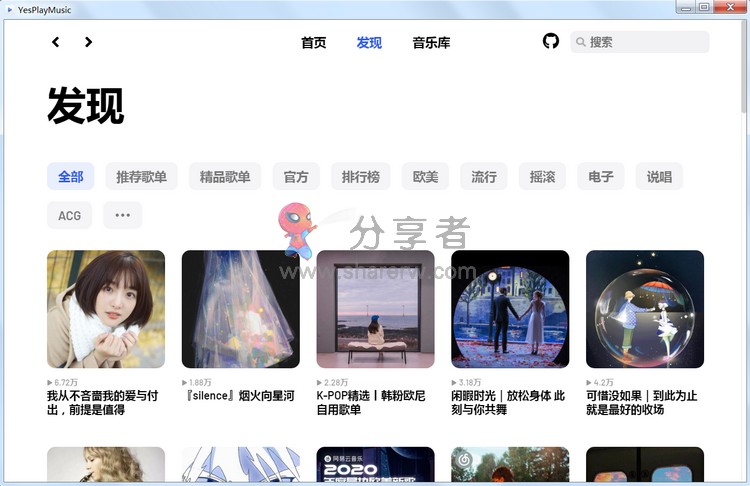 YesPlayMusic
首页 发现 音乐库 搜索
发现
全部 推荐歌单 精品歌单 官方 排行榜 欧美 流行 摇滚 电子 说唱
ACG •••
分享者
www.sharerw.com
6.72万
我从不吝啬我的爱与付
出，前提是值得
1.88万
『silence』烟火向星河
2.28万
K-POP精选丨韩粉欧尼
自用歌单
3.18万
闲暇时光｜放松身体 此
刻与你共舞
4.2万
可惜没如果｜到此为止
就是最好的收场
网易云音乐
2020